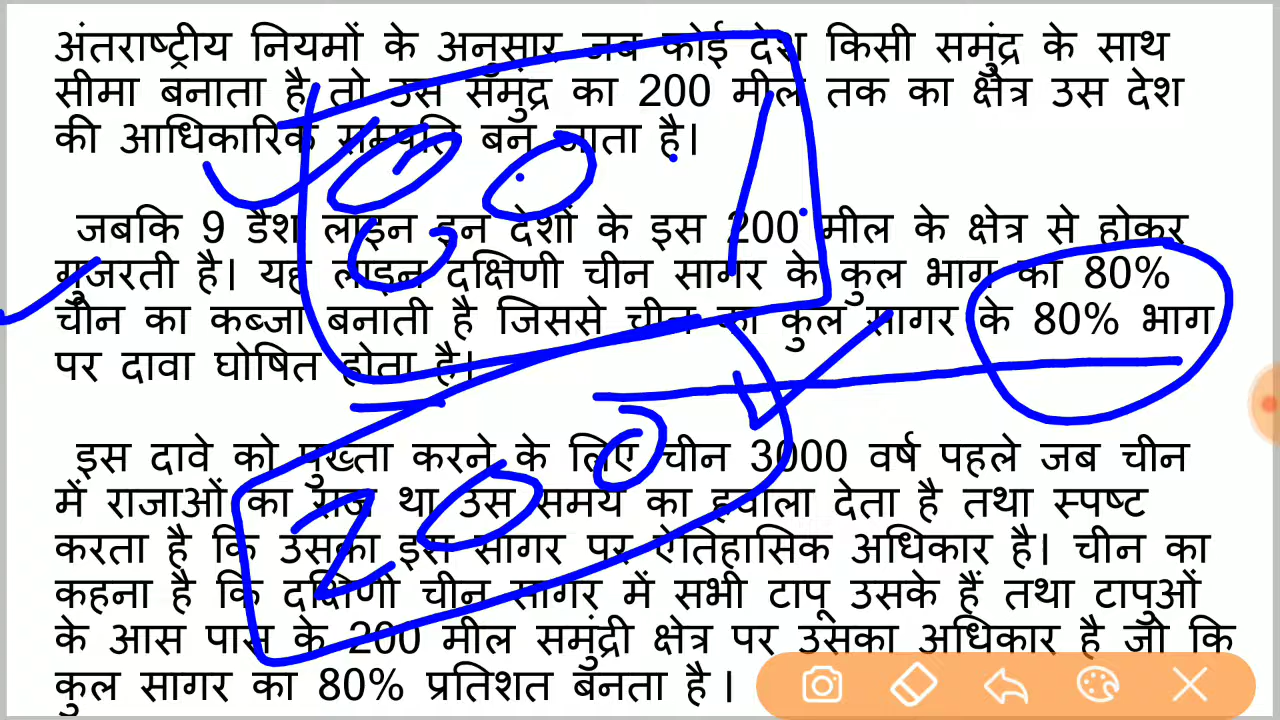 अंतराष्ट्रीय नियमों के अनुसार जब कोई देश किसी समुंद्र के साथ
सीमा बनाता है तो उस समुंद्र का 200 मील तक का क्षैत्र उस देश
की आधिकारिक सम्पति बन जाता है।
जबकि 9 डैश लाइन इन देशों के इस 200 मील के क्षैत्र से होकर
गुजरती है। यह लाइन दक्षिणी चीन सागर के कुल भाग का 80%
चीन का कब्जा बनाती है जिससे चीन का कुल सागर के 80% भाग
पर दावा घोषित होता है।
इस दावे को पुख्ता करने के लिए चीन 3000 वर्ष पहले जब चीन
में राजाओं का राज था उस समय का हवाला देता है तथा स्पष्ट
करता है कि उसका इस सागर पर ऐतिहासिक अधिकार है। चीन का
कहना है कि दक्षिणी चीन सागर में सभी टापू उसके हैं तथा टापुओं
के आस पास के 200 मील समुंद्री क्षैत्र पर उसका अधिकार है जो कि
कुल सागर का 80% प्रतिशत बनता है।
200